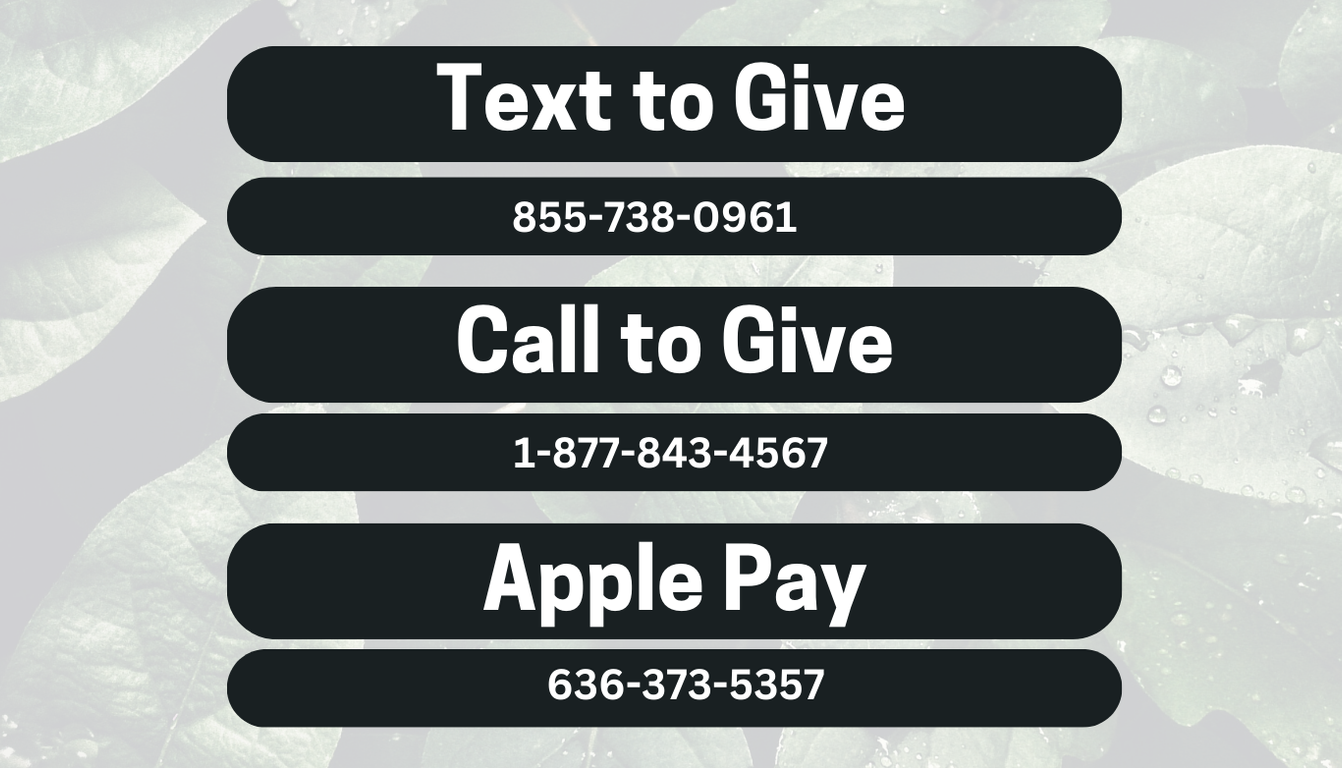 Text to Give
855-738-0961
Call to Give
1-877-843-4567
Apple Pay
636-373-5357